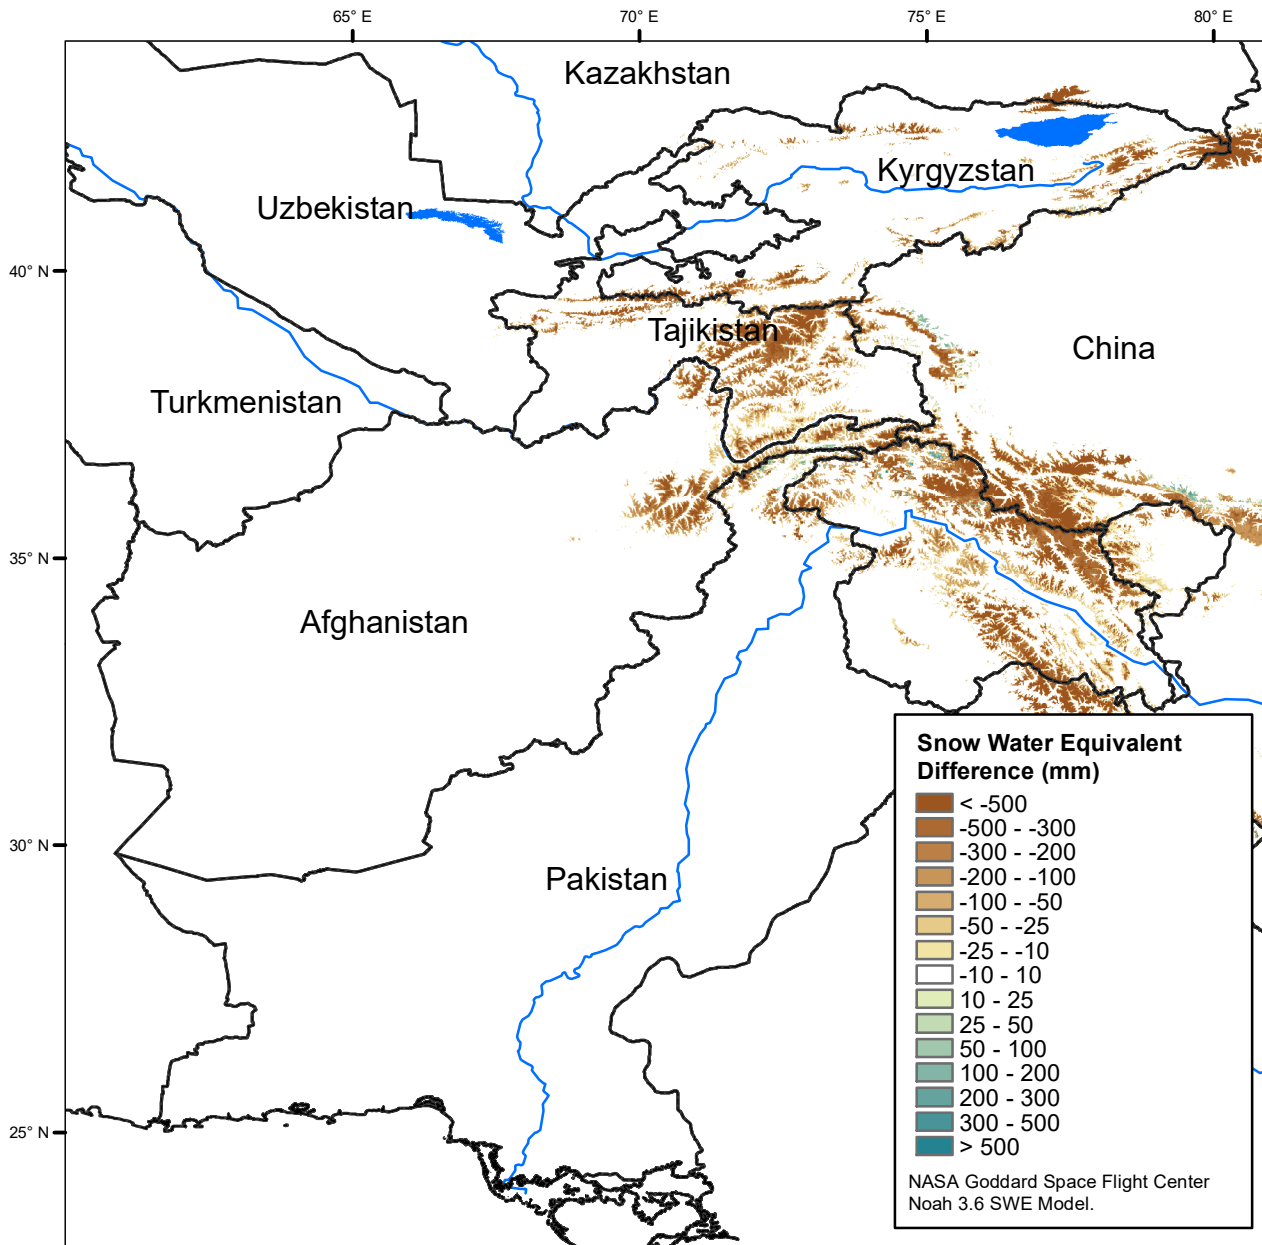 65° E
70° E
75° E
80° E
Kazakhstan
Kyrgyzstan
Uzbekistan
40° N
Tajikistan
China
Turkmenistan
35° N
Afghanistan
Snow Water Equivalent
Difference (mm)
< -500
-500 - -300
-300 - -200
-200 - -100
-100 - -50
-50 - -25
-25 - -10
-10 - 10
10 - 25
25 - 50
50 - 100
100 - 200
200 - 300
300 - 500
> 500
NASA Goddard Space Flight Center
Noah 3.6 SWE Model.
30° N
Pakistan
25° N